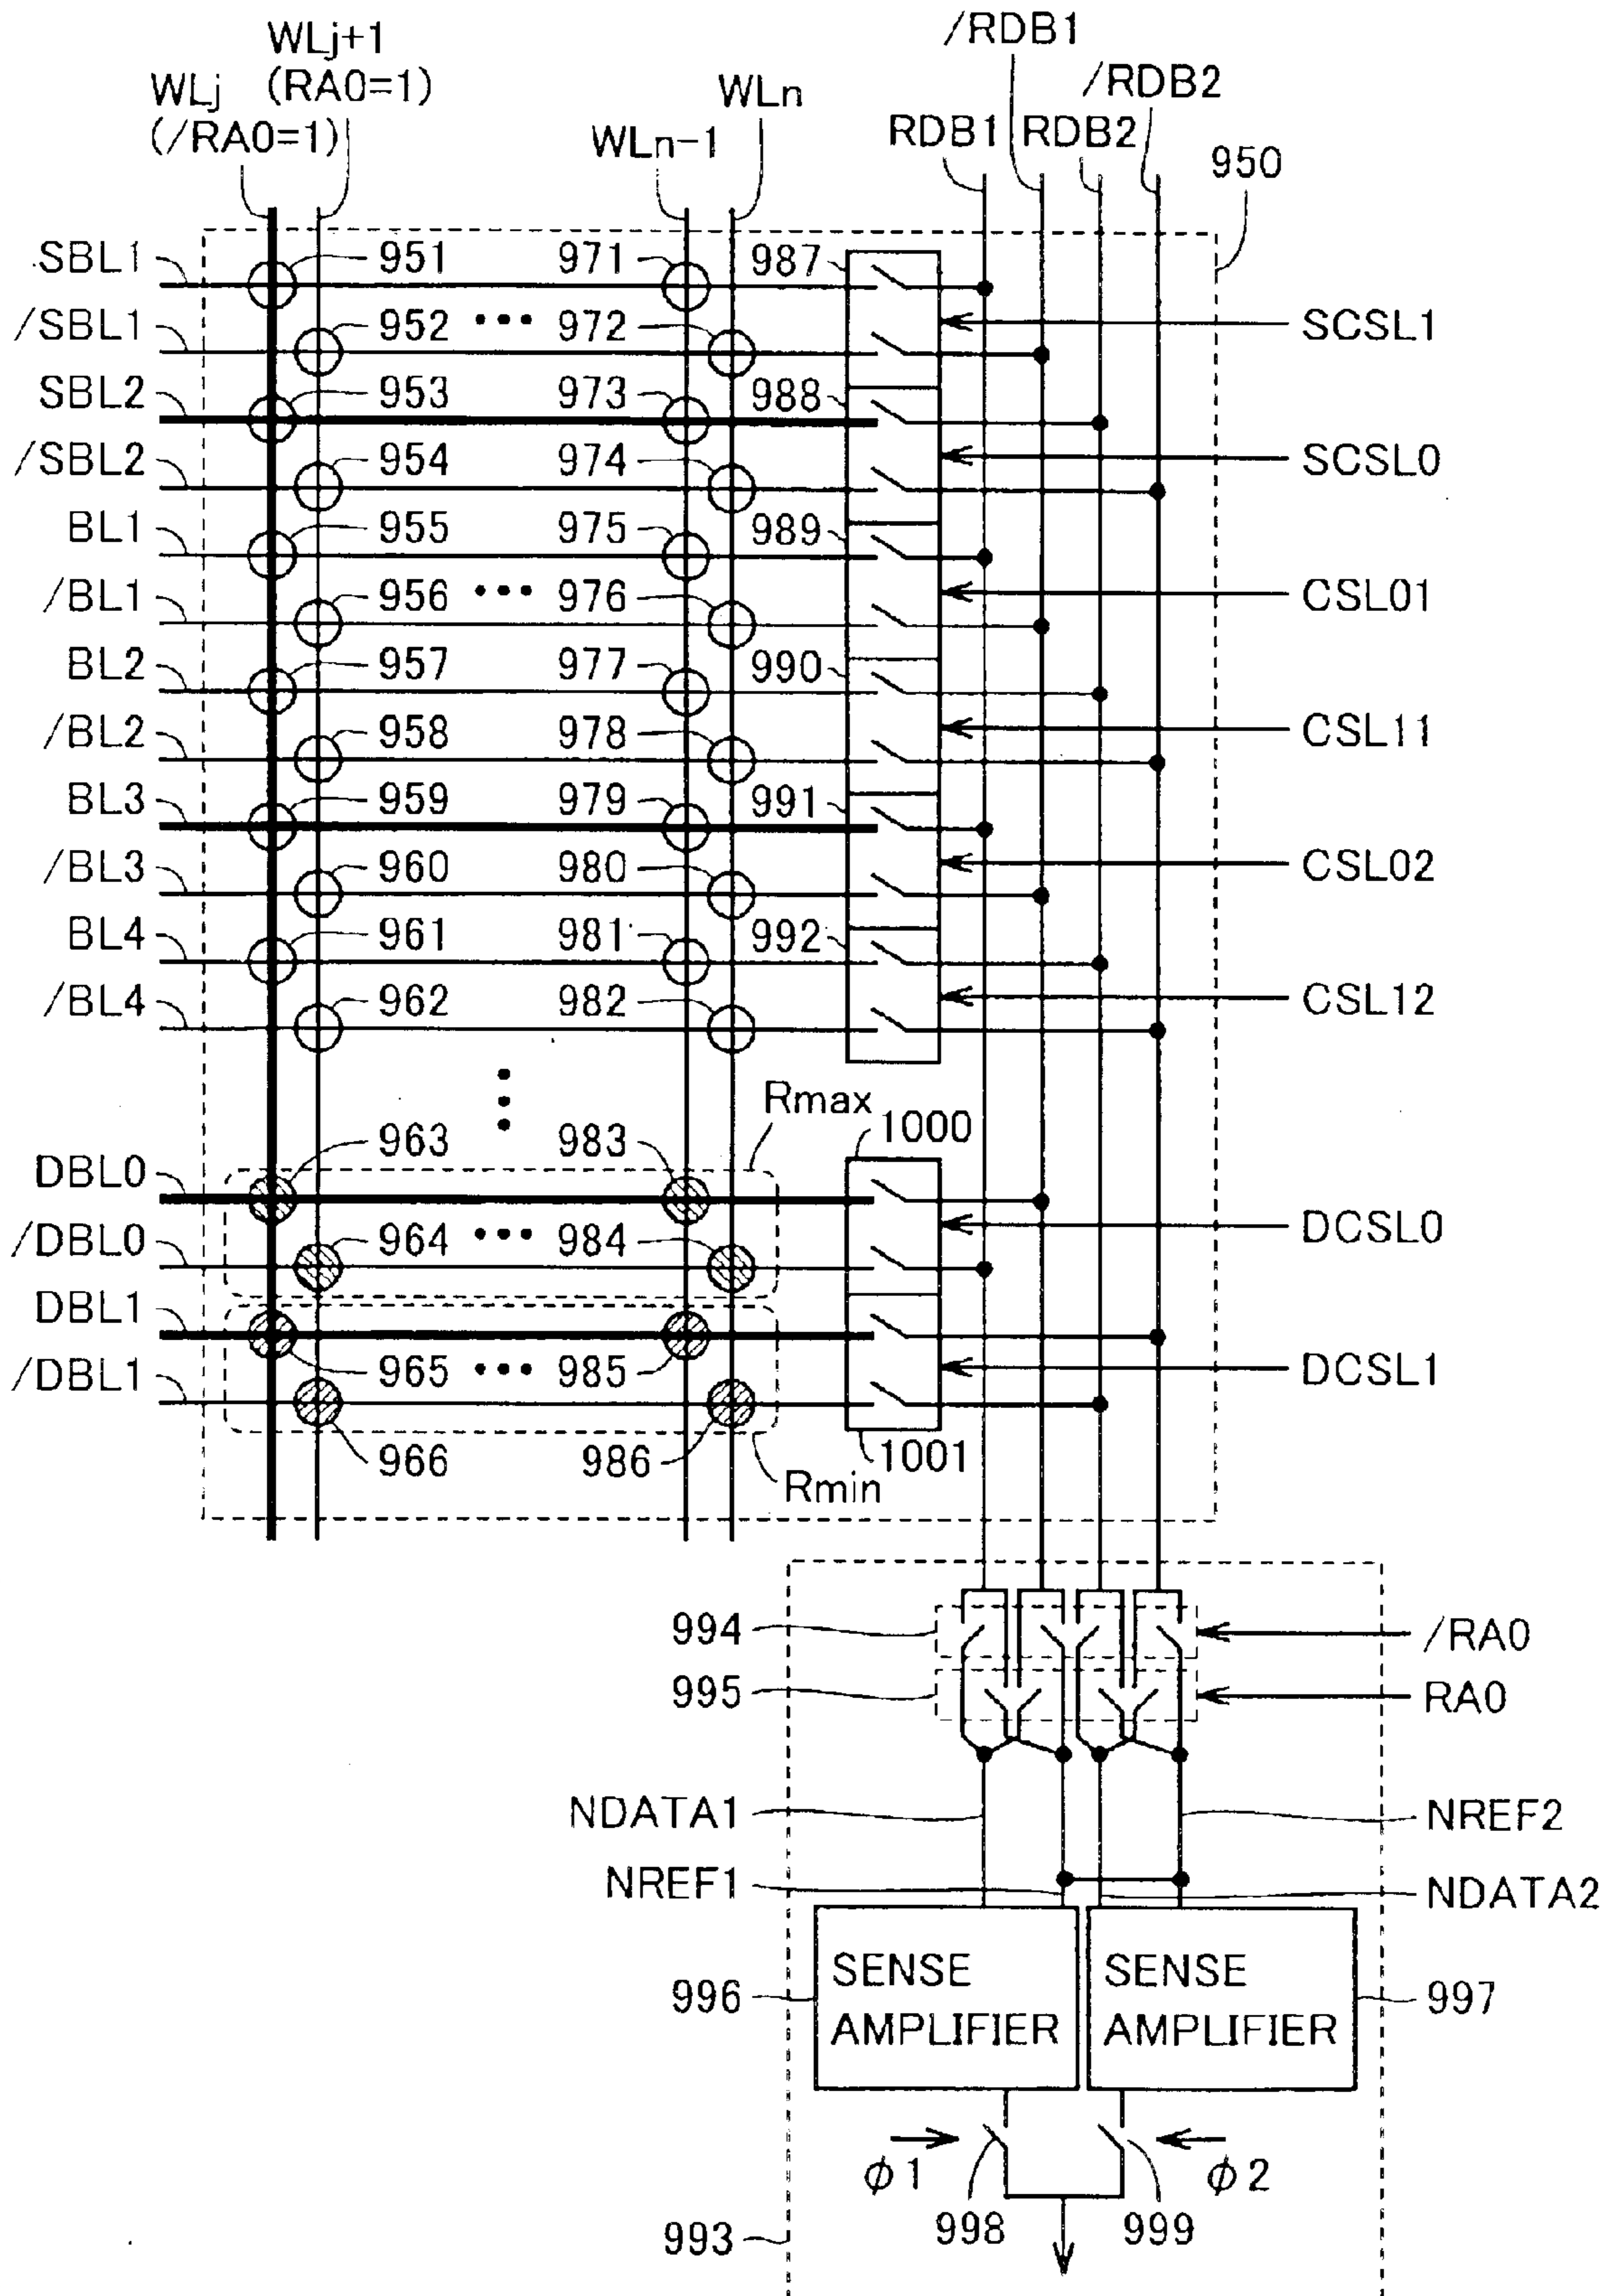 /RDB1
WLj+1
(RA0=1)
WLj
(/RA0=1)
WLn
/RDB2
WLn-1
RDB1
RDB2
950
SBL1
951
971
987
SCSL1
/SBL1
952
972
SBL2
953
973
988
SCSL0
/SBL2
954
974
BL1
955
975
989
CSL01
/BL1
956
976
BL2
957
977
990
CSL11
/BL2
958
978
BL3
959
979
991
CSL02
/BL3
960
980
BL4
961
981
992
CSL12
/BL4
962
982
Rmax
1000
963
983
DBL0
DCSL0
/DBL0
964
984
DBL1
DCSL1
/DBL1
965
985
966
986
1001
Rmin
994
/RA0
995
RA0
NDATA1
NREF2
NREF1
NDATA2
996
SENSE
AMPLIFIER
SENSE
AMPLIFIER
997
ϕ1
ϕ2
998
999
993